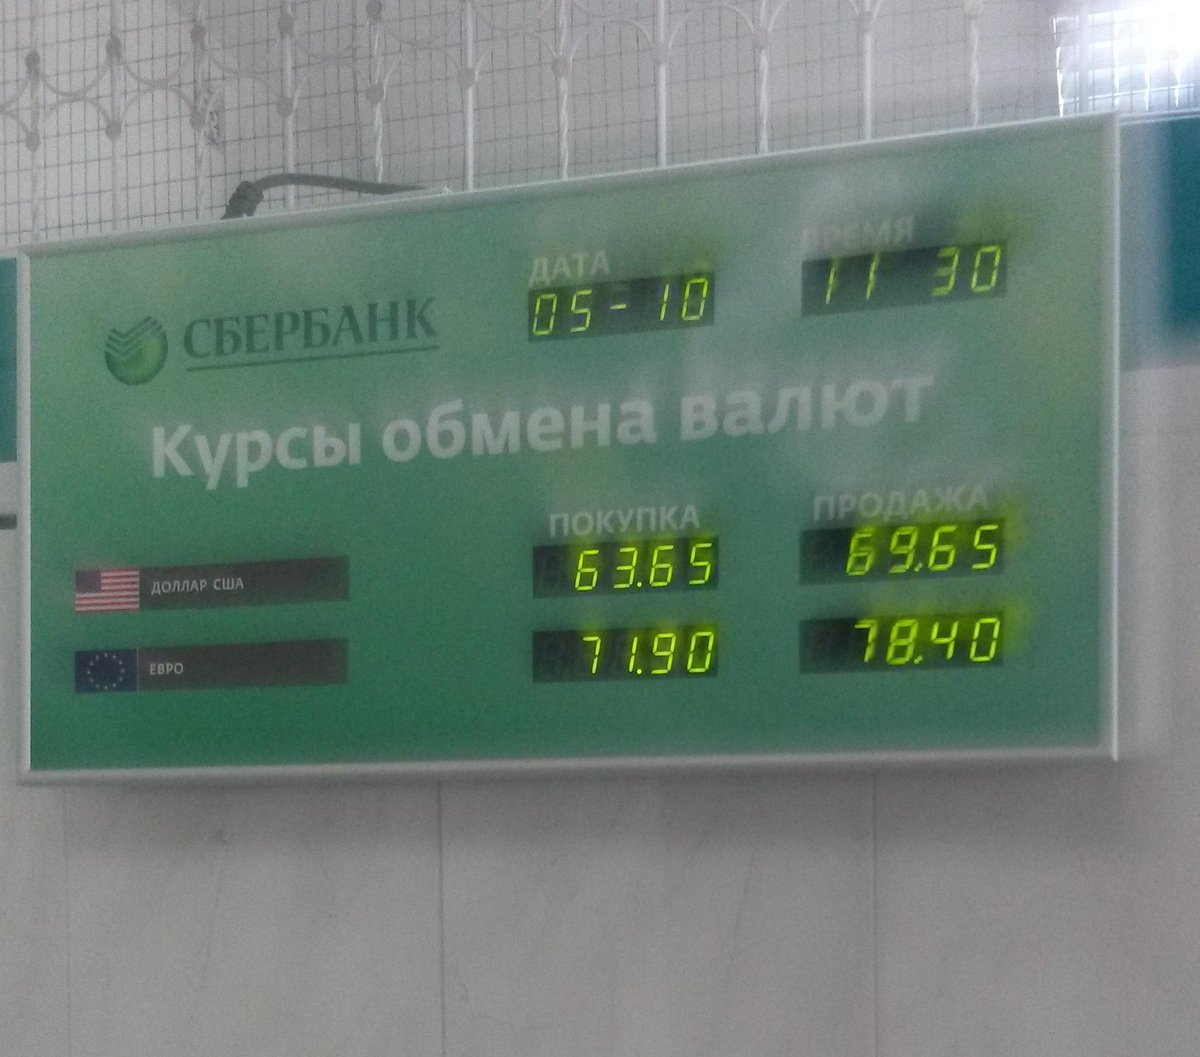 СБЕРБАНК
ДАТА ВРЕМЯ
05-10 11 30
Курсы обмена валют
ПОКУПКА ПРОДАЖА
ДОЛЛАР США 63.65 69.65
ЕВРО 71.90 78.40